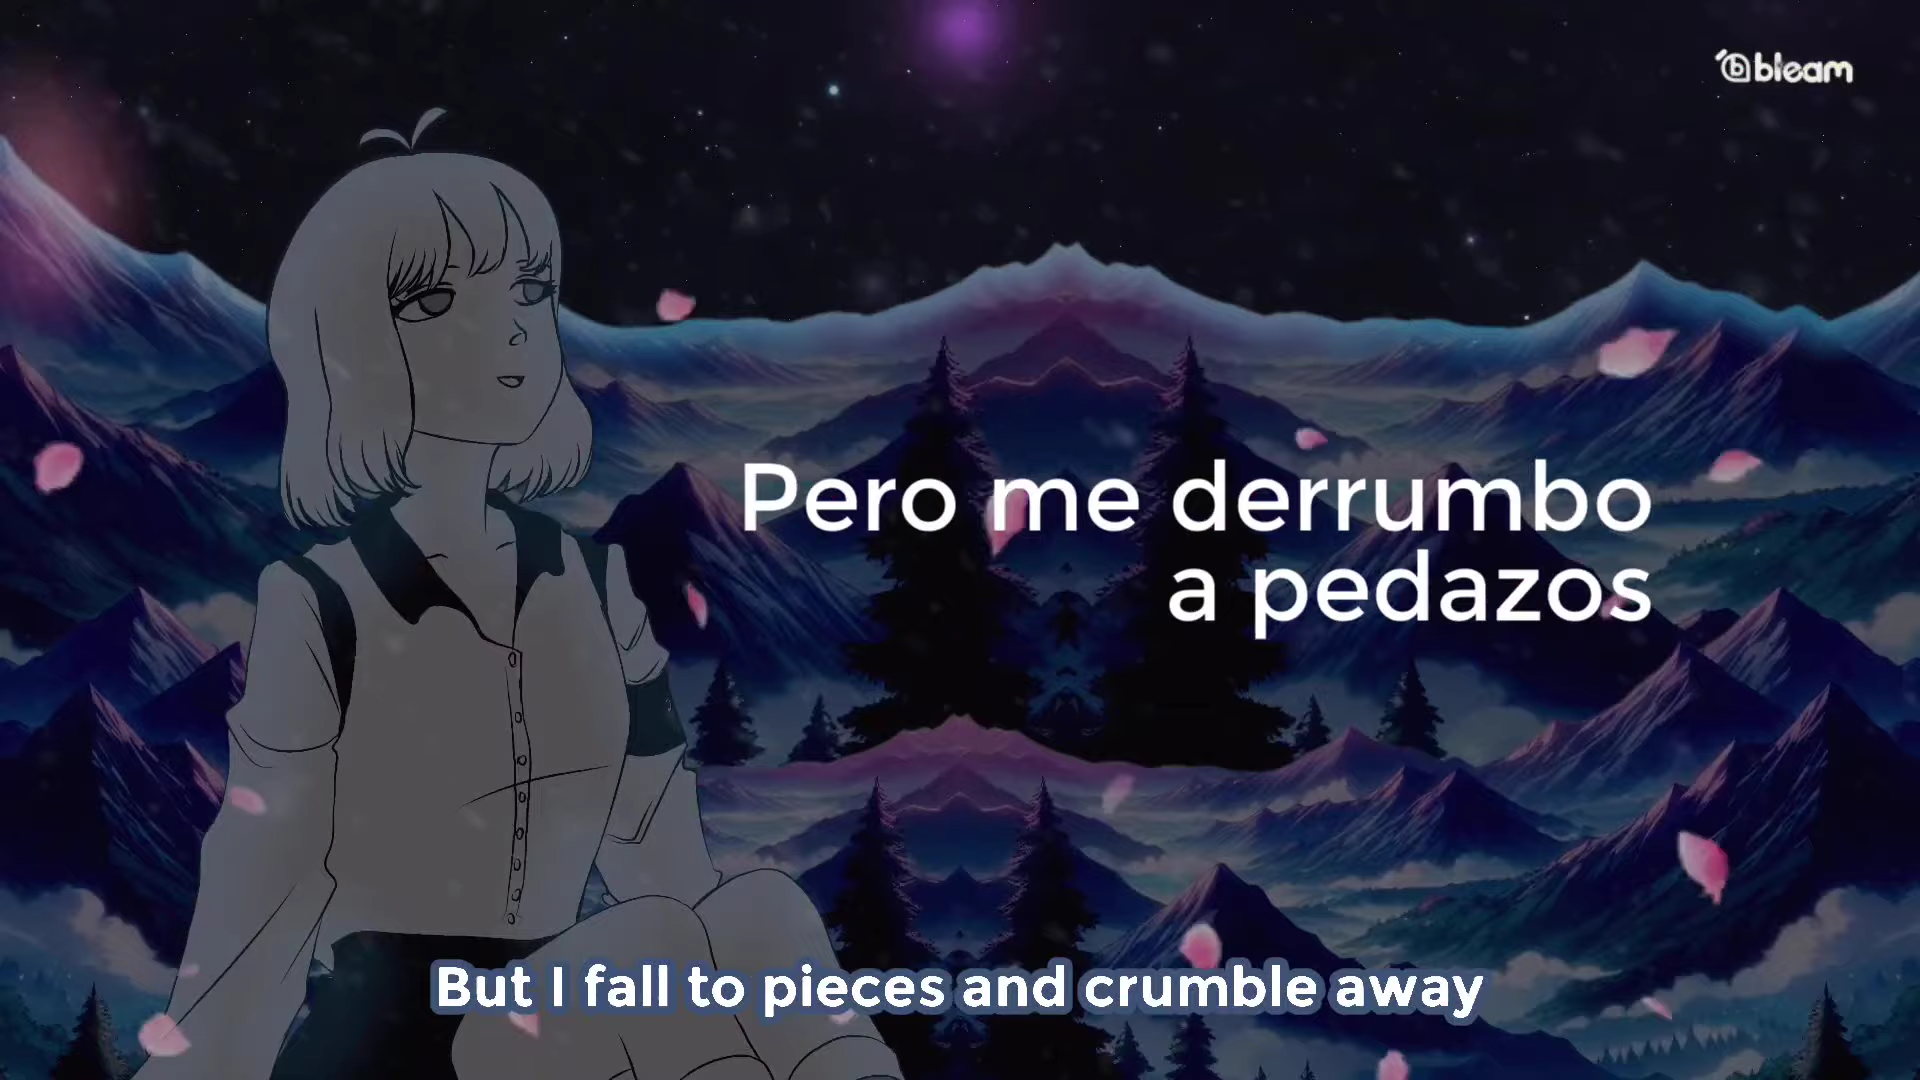 bleam
Pero me derrumbo
a pedazos
But I fall to pieces and crumble away